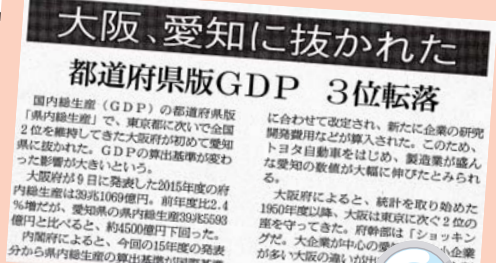 大阪、愛知に抜かれた
都道府県版GDP 3位転落
国内総生産(GDP)の都道府県版
「県内総生産」で、東京都に次いで全国
2位を維持してきた大阪府が初めて愛知
県に抜かれた。GDPの算出基準が変わ
った影響が大きいという。
大阪府が9日に発表した2015年度の府
内総生産は39兆1069億円。前年度比2.4
%増だが、愛知県の県内総生産39兆5593
億円と比べると、約4500億円下回った。
内閣府によると、今回の15年度の発表
分から県内総生産の算出基準が国際基準
に合わせて改定され、新たに企業の研究
開発費用などが算入された。このため、
トヨタ自動車をはじめ、製造業が盛ん
な愛知の数値が大幅に伸びたとみられ
る。
大阪府によると、統計を取り始めた
1950年度以降、大阪は東京に次ぐ2位の
座を守ってきた。府幹部は「ショッキン
グだ。大企業が中心の愛知
小企業
が多い大阪の違いが出